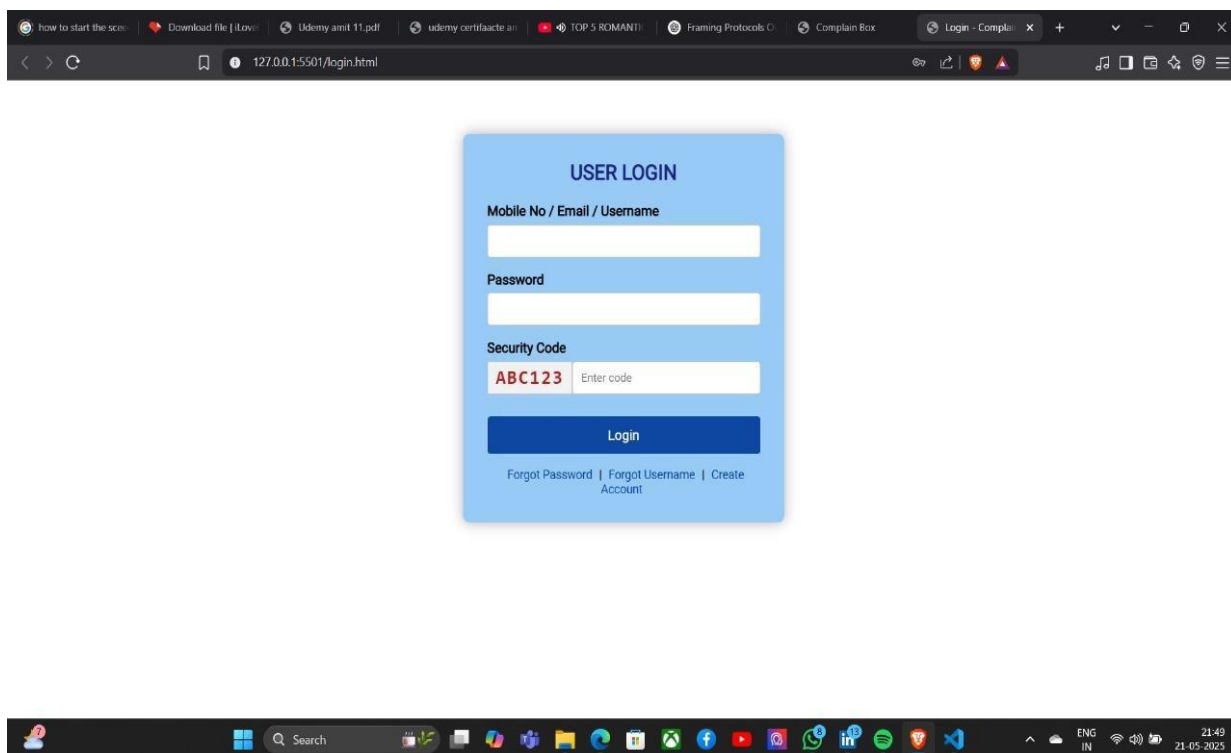 how to start the scee
Download file | iLove
Udemy amit 11.pdf
udemy certifaacte an
TOP 5 ROMANTI
Framing Protocols O
Complain Box
Login - Complai
127.0.0.1:5501/login.html
USER LOGIN
Mobile No / Email / Username
Password
Security Code
ABC123 Enter code
Login
Forgot Password | Forgot Username | Create
Account
Search
8
13
ENG
IN
21:49
21-05-2025